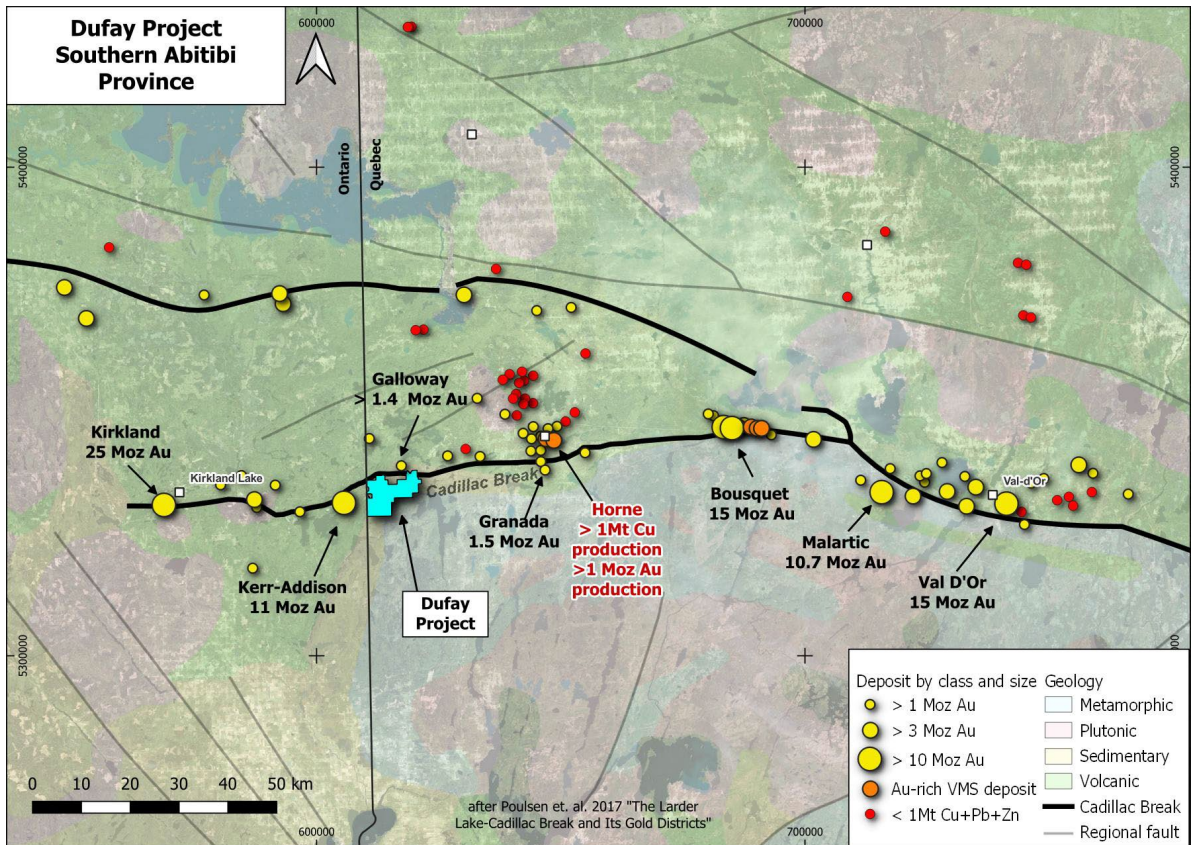 Dufay Project
Southern Abitibi
Province
600000
700000
5400000
5400000
Ontario
Quebec
Galloway
> 1.4 Moz Au
Kirkland
25 Moz Au
Kirkland Lake
Cadillac Break
Kerr-Addison
11 Moz Au
Dufay
Project
Granada
1.5 Moz Au
Horne
> 1Mt Cu
production
>1 Moz Au
production
Bousquet
15 Moz Au
Malartic
10.7 Moz Au
Val-d'Or
Val D'Or
15 Moz Au
5300000
0 10 20 30 40 50 km
after Poulsen et. al. 2017 "The Larder
Lake-Cadillac Break and Its Gold Districts"
600000
700000
Deposit by class and size
> 1 Moz Au
> 3 Moz Au
> 10 Moz Au
Au-rich VMS deposit
< 1Mt Cu+Pb+Zn
Geology
Metamorphic
Plutonic
Sedimentary
Volcanic
Cadillac Break
Regional fault